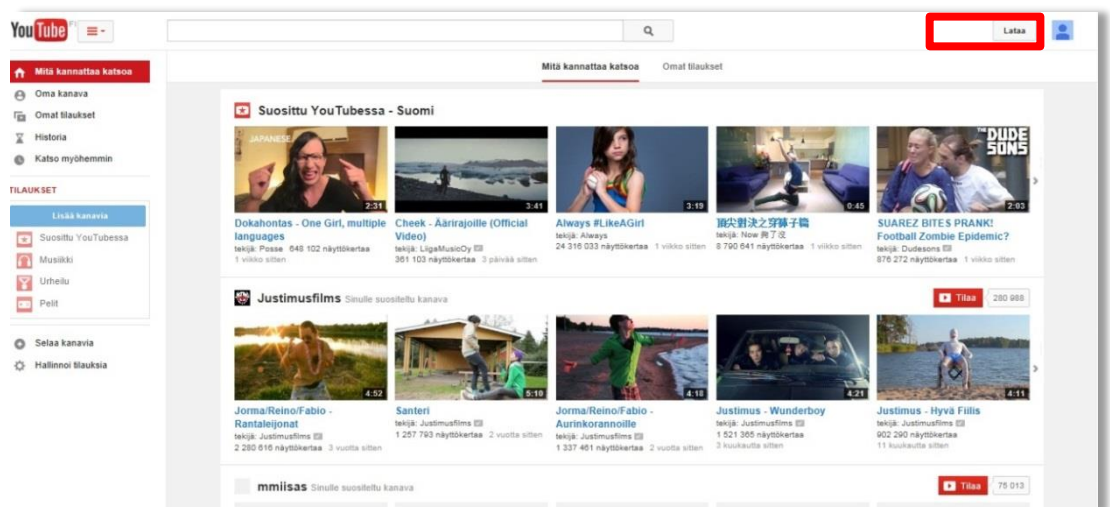 YouTube FI
Lataa
Mitä kannattaa katsoa
Oma kanava
Omat tilaukset
Historia
Katso myöhemmin
TILAUKSET
Lisää kanavia
Suosittu YouTubessa
Musiikki
Urheilu
Pelit
Selaa kanavia
Hallinnoi tilauksia
Mitä kannattaa katsoa Omat tilaukset
Suosittu YouTubessa - Suomi
JAPANESE
2:31
3:41
3:19
0:45
THE DUDE
SONS
2:03
Dokahontas - One Girl, multiple
languages
tekijä: Posse 648 102 näyttökertaa
1 viikko sitten
Cheek - Äärirajoille (Official
Video)
tekijä: LiigaMusicOy
361 103 näyttökertaa 3 päivää sitten
Always #LikeAGirl
tekijä: Always
24 316 033 näyttökertaa 1 viikko sitten
頂尖對決之穿褲子篇
tekijä: Now
8 790 641 näyttökertaa 1 viikko sitten
SUAREZ BITES PRANK!
Football Zombie Epidemic?
tekijä: Dudesons
876 272 näyttökertaa 1 viikko sitten
Justimusfilms Sinulle suositeltu kanava
Tilaa 280 988
4:52
5:10
4:18
4:21
4:11
Jorma/Reino/Fabio -
Rantaleijonat
tekijä: Justimusfilms
2 280 616 näyttökertaa 3 vuotta sitten
Santeri
tekijä: Justimusfilms
1 257 793 näyttökertaa 2 vuotta sitten
Jorma/Reino/Fabio -
Aurinkorannoille
tekijä: Justimusfilms
1 337 461 näyttökertaa 2 vuotta sitten
Justimus - Wunderboy
tekijä: Justimusfilms
1 521 365 näyttökertaa
3 kuukautta sitten
Justimus - Hyvä Fiilis
tekijä: Justimusfilms
902 290 näyttökertaa
11 kuukautta sitten
mmiisas Sinulle suositeltu kanava
Tilaa 75 013